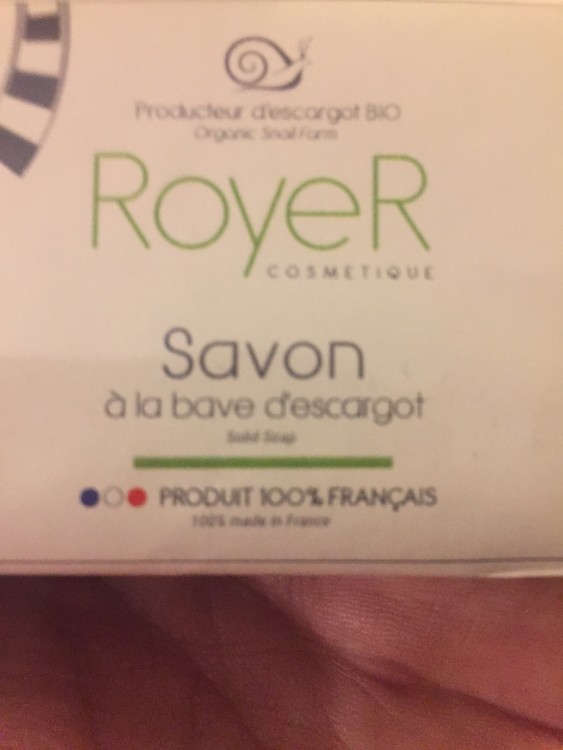 Producteur d'escargot BIO
Organic Snail Farm
RoyeR
COSMETIQUE
Savon
à la bave d'escargot
Solid Soap
PRODUIT 100% FRANÇAIS
100% made in France